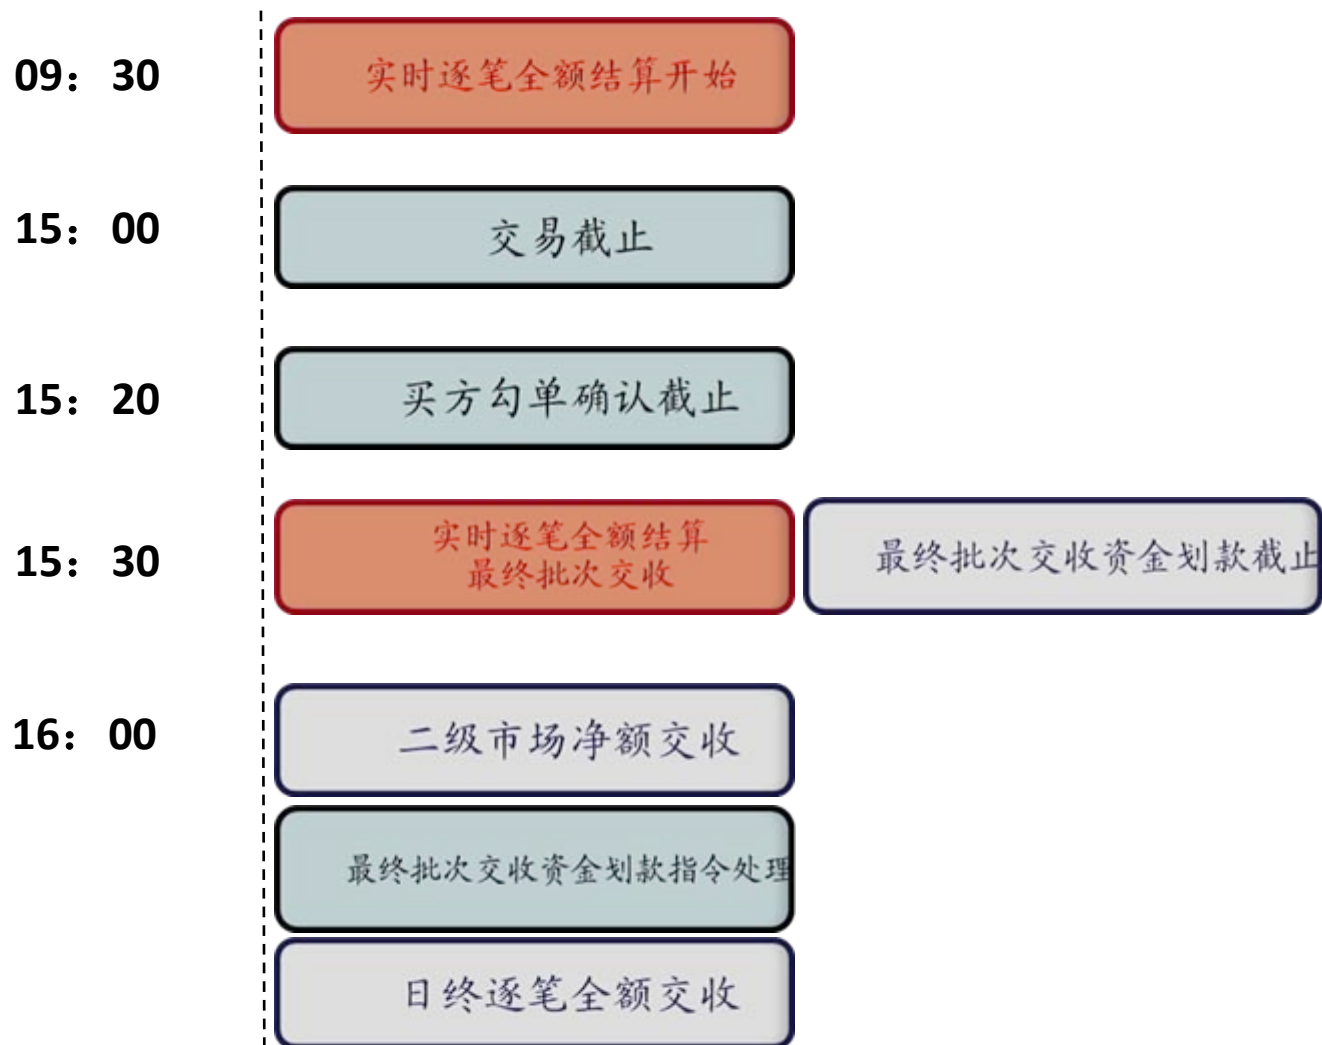 09：30
实时逐笔全额结算开始
15：00
交易截止
15：20
买方勾单确认截止
15：30
实时逐笔全额结算
最终批次交收
最终批次交收资金划款截止
16：00
二级市场净额交收
最终批次交收资金划款指令处理
日终逐笔全额交收